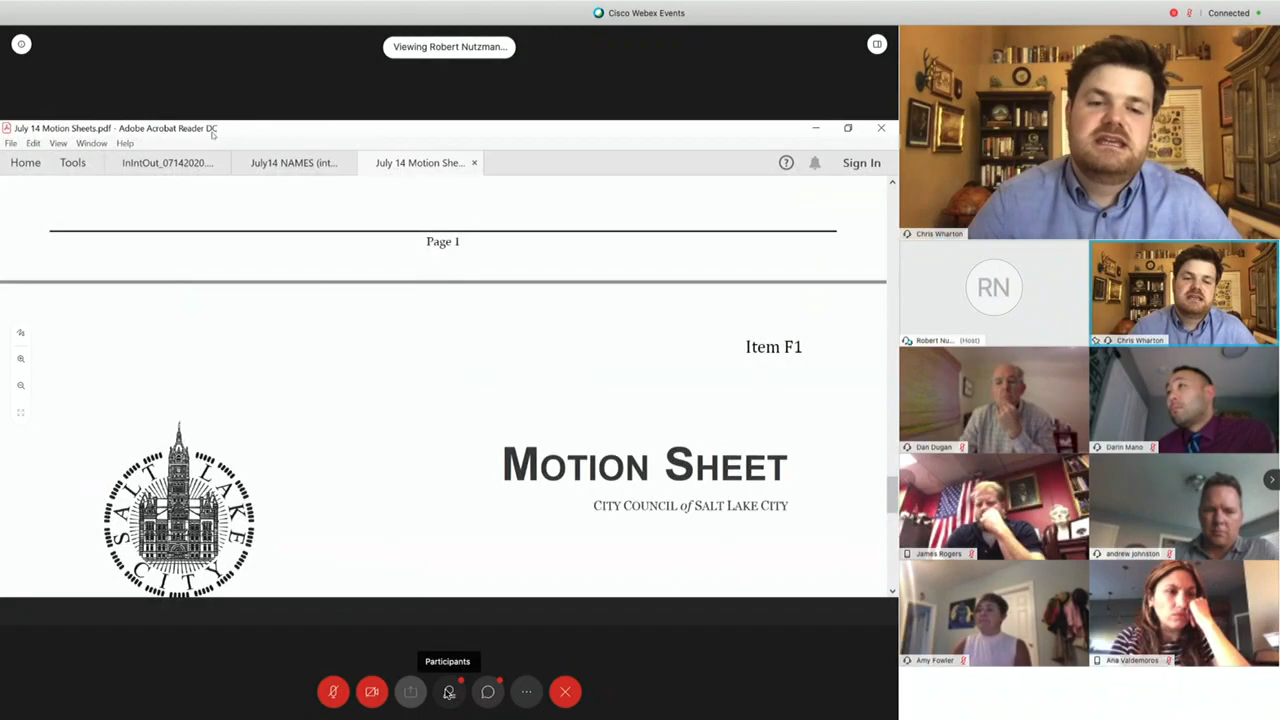 Cisco Webex Events
Connected
Viewing Robert Nutzman...
July 14 Motion Sheets.pdf - Adobe Acrobat Reader DC
File Edit View Window Help
Home Tools InIntOut_07142020.... July14 NAMES (int... July 14 Motion She... × Sign In
Page 1
Item F1
MOTION SHEET
CITY COUNCIL of SALT LAKE CITY
SALT LAKE CITY
Participants
Chris Wharton
RN
Robert Nu... (Host)
Chris Wharton
Dan Dugan
Darin Mano
James Rogers
andrew johnston
Amy Fowler
Ana Valdemoros